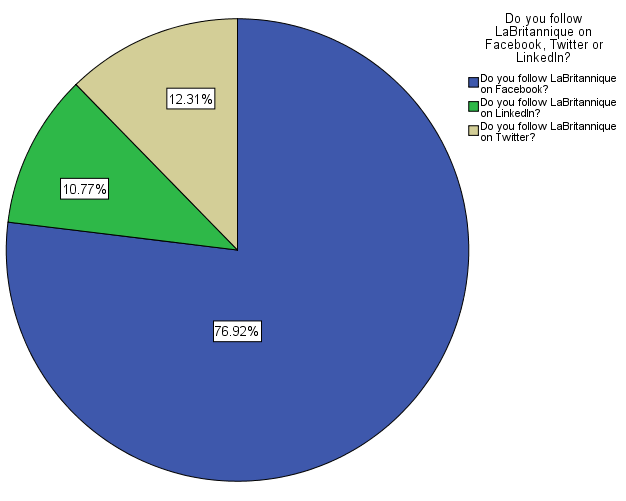 Do you follow
LaBritannique on
Facebook, Twitter or
LinkedIn?
Do you follow LaBritannique
on Facebook?
Do you follow LaBritannique
on LinkedIn?
Do you follow LaBritannique
on Twitter?
12.31%
10.77%
76.92%